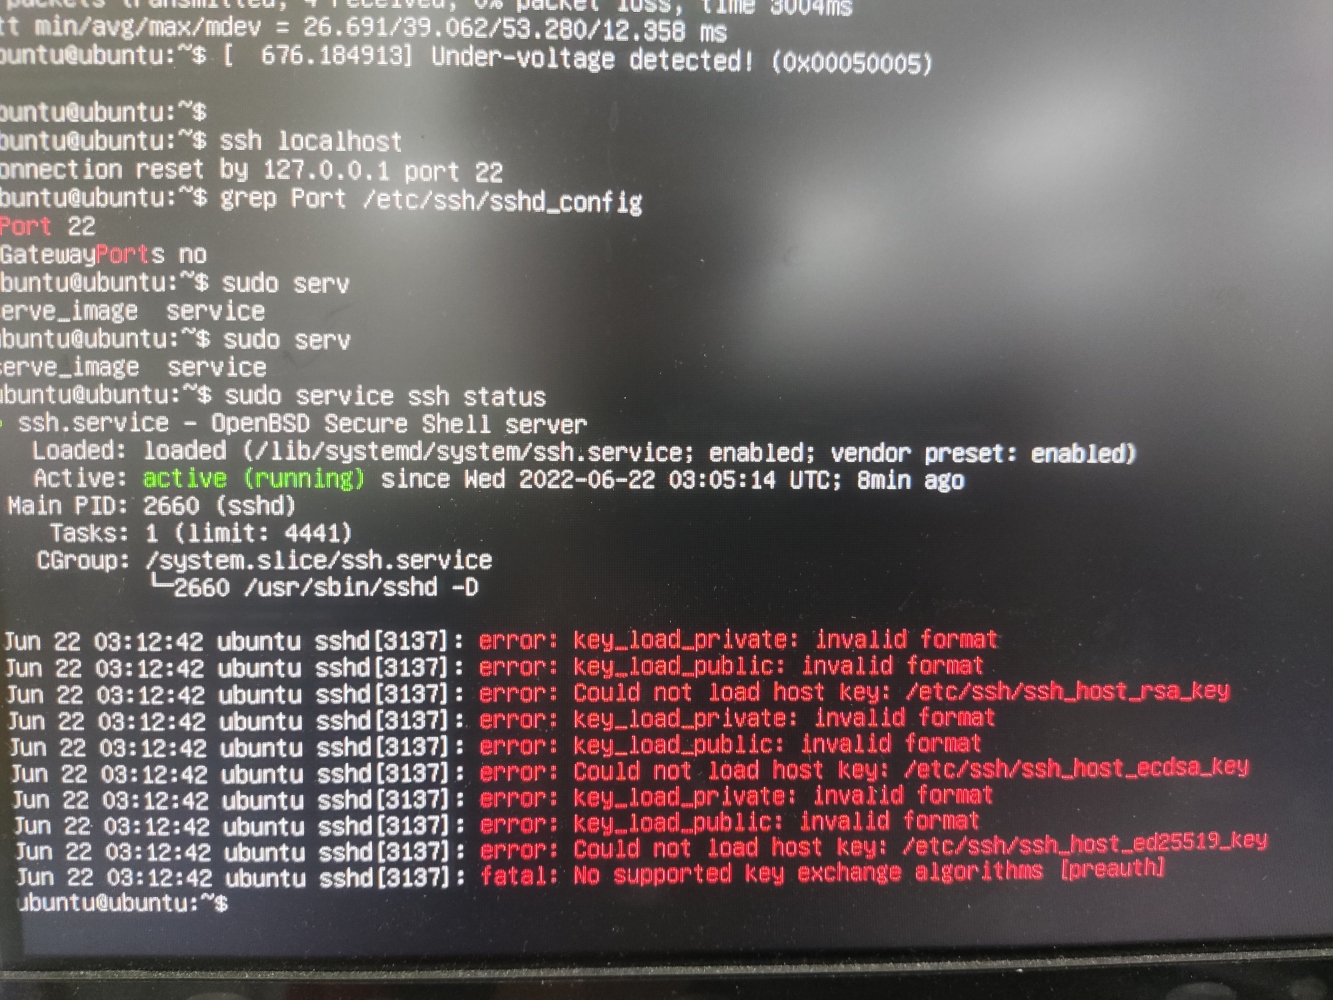 packets transmitted, 4 received, 0% packet loss, time 3004ms
tt min/avg/max/mdev = 26.691/39.062/53.280/12.358 ms
buntu@ubuntu:~$ [  676.184913] Under-voltage detected! (0x00050005)
buntu@ubuntu:~$
buntu@ubuntu:~$ ssh localhost
onnection reset by 127.0.0.1 port 22
buntu@ubuntu:~$ grep Port /etc/ssh/sshd_config
Port 22
GatewayPorts no
buntu@ubuntu:~$ sudo serv
erve_image  service
ubuntu@ubuntu:~$ sudo serv
serve_image  service
ubuntu@ubuntu:~$ sudo service ssh status
ssh.service - OpenBSD Secure Shell server
Loaded: loaded (/lib/systemd/system/ssh.service; enabled; vendor preset: enabled)
Active: active (running) since Wed 2022-06-22 03:05:14 UTC; 8min ago
Main PID: 2660 (sshd)
Tasks: 1 (limit: 4441)
CGroup: /system.slice/ssh.service
└─2660 /usr/sbin/sshd -D
Jun 22 03:12:42 ubuntu sshd[3137]: error: key_load_private: invalid format
Jun 22 03:12:42 ubuntu sshd[3137]: error: key_load_public: invalid format
Jun 22 03:12:42 ubuntu sshd[3137]: error: Could not load host key: /etc/ssh/ssh_host_rsa_key
Jun 22 03:12:42 ubuntu sshd[3137]: error: key_load_private: invalid format
Jun 22 03:12:42 ubuntu sshd[3137]: error: key_load_public: invalid format
Jun 22 03:12:42 ubuntu sshd[3137]: error: Could not load host key: /etc/ssh/ssh_host_ecdsa_key
Jun 22 03:12:42 ubuntu sshd[3137]: error: key_load_private: invalid format
Jun 22 03:12:42 ubuntu sshd[3137]: error: key_load_public: invalid format
Jun 22 03:12:42 ubuntu sshd[3137]: error: Could not load host key: /etc/ssh/ssh_host_ed25519_key
Jun 22 03:12:42 ubuntu sshd[3137]: fatal: No supported key exchange algorithms [preauth]
ubuntu@ubuntu:~$